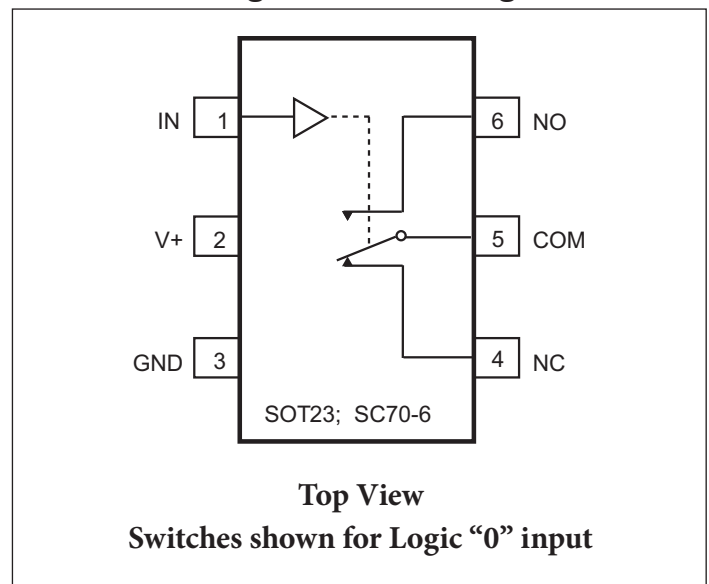 IN 1
6 NO
V+ 2
5 COM
GND 3
4 NC
SOT23; SC70-6
Top View
Switches shown for Logic “0” input